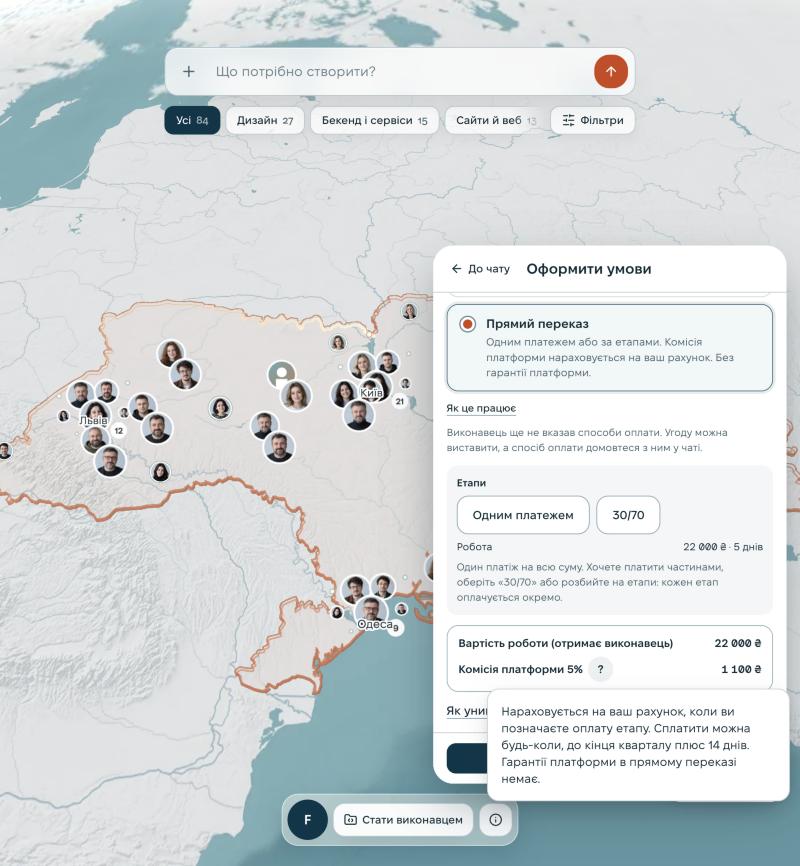 Що потрібно створити?
Усі 84
Дизайн 27
Бекенд і сервіси 15
Сайти й веб 13
Фільтри
До чату
Оформити умови
Прямий переказ
Одним платежем або за етапами. Комісія
платформи нараховується на ваш рахунок. Без
гарантії платформи.
Як це працює
Виконавець ще не вказав способи оплати. Угоду можна
виставити, а спосіб оплати домовтеся з ним у чаті.
Етапи
Одним платежем
30/70
Робота
22 000 ₴ · 5 днів
Один платіж на всю суму. Хочете платити частинами,
оберіть «30/70» або розбийте на етапи: кожен етап
оплачується окремо.
Вартість роботи (отримає виконавець)
22 000 ₴
Комісія платформи 5% ?
1 100 ₴
Як
Нараховується на ваш рахунок, коли ви
позначаєте оплату етапу. Сплатити можна
будь-коли, до кінця кварталу плюс 14 днів.
Гарантії платформи в прямому переказі
немає.
Київ
21
Львів
12
Одеса
9
F
Стати виконавцем